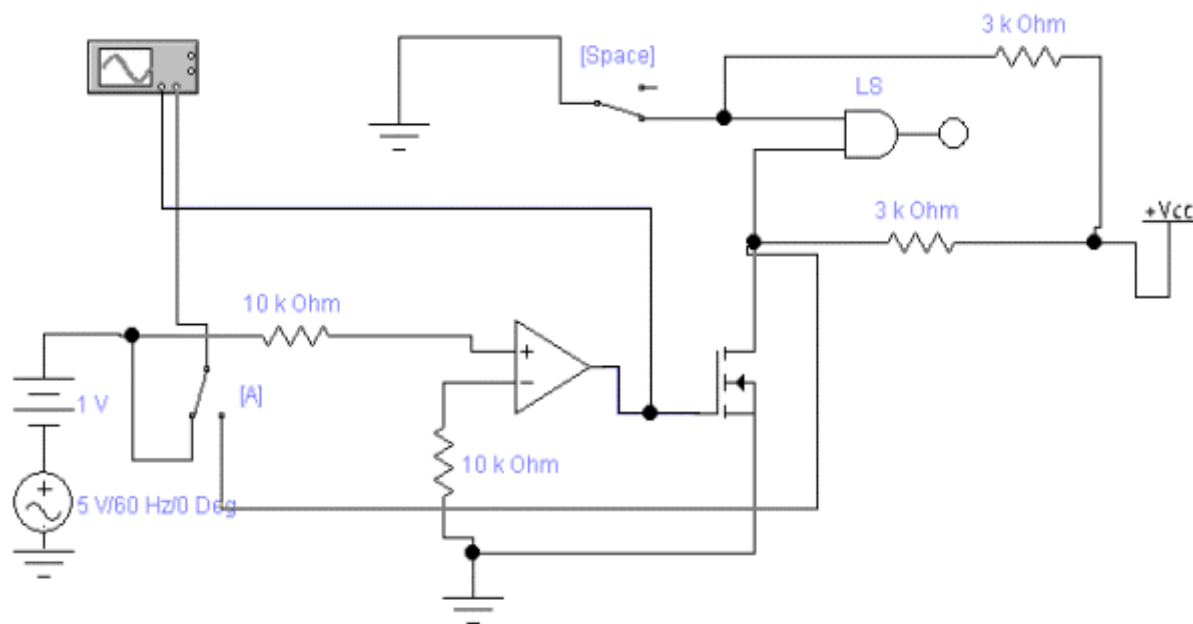 3 k Ohm
[Space]
LS
3 k Ohm
+Vcc
10 k Ohm
+
−
1 V
[A]
10 k Ohm
+
5 V/60 Hz/0 Deg